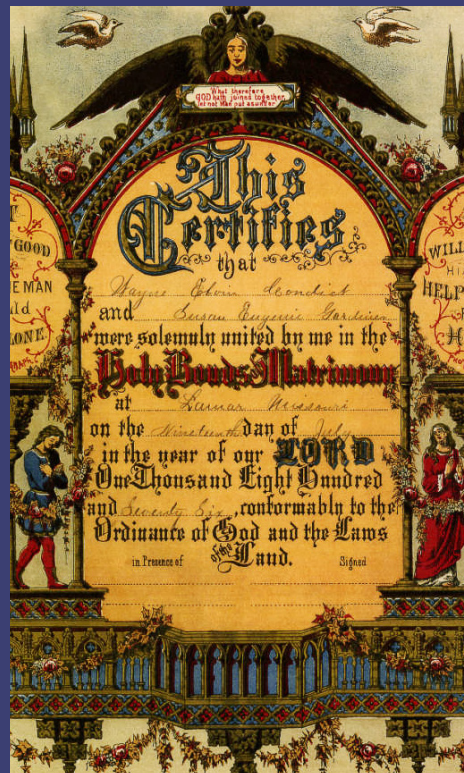 What therefore
GOD hath joined together,
let not man put asunder
This
Certifies
that
Wayne Edwin Condict
and Susan Eugenie Gardiner
were solemnly united by me in the
Holy Bonds Matrimony
at Lamar Missouri
on the Nineteenth day of July
in the year of our LORD
One Thousand Eight Hundred
and Seventy Six, conformably to the
Ordinance of God and the Laws
of the Land.
in Presence of Signed
GOOD
MAN
LONE
WILL
HELP